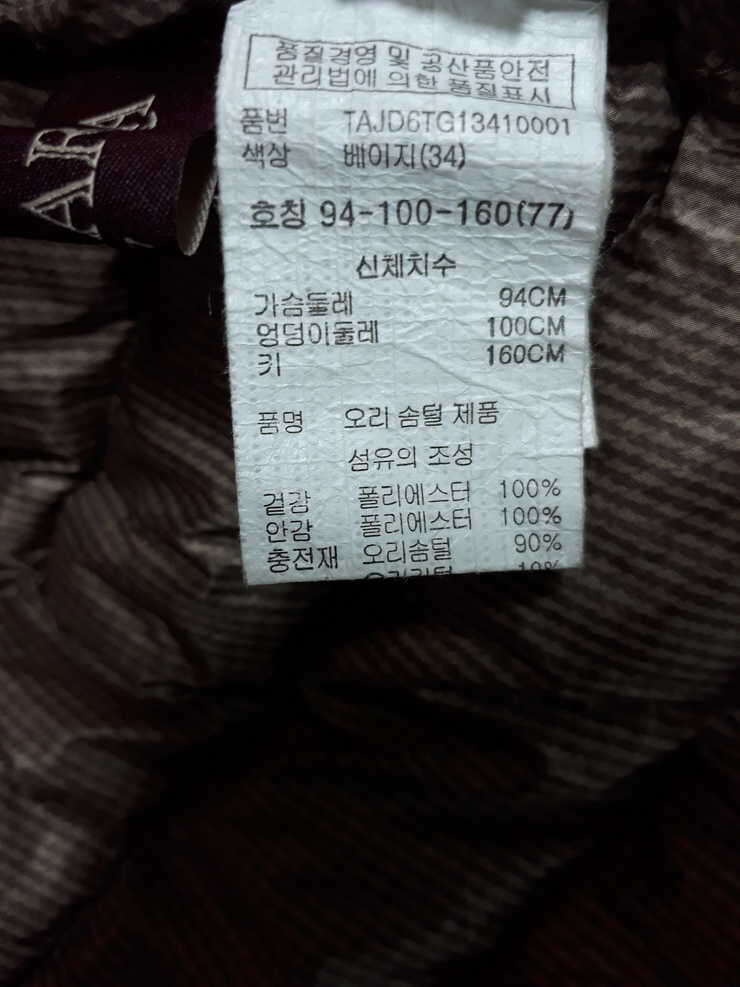 품질경영 및 공산품안전
관리법에 의한 품질표시
품번 TAJD6TG13410001
색상 베이지(34)
호칭 94-100-160(77)
신체치수
가슴둘레 94CM
엉덩이둘레 100CM
키 160CM
품명 오리 솜털 제품
섬유의 조성
겉감 폴리에스터 100%
안감 폴리에스터 100%
충전재 오리솜털 90%
ARA